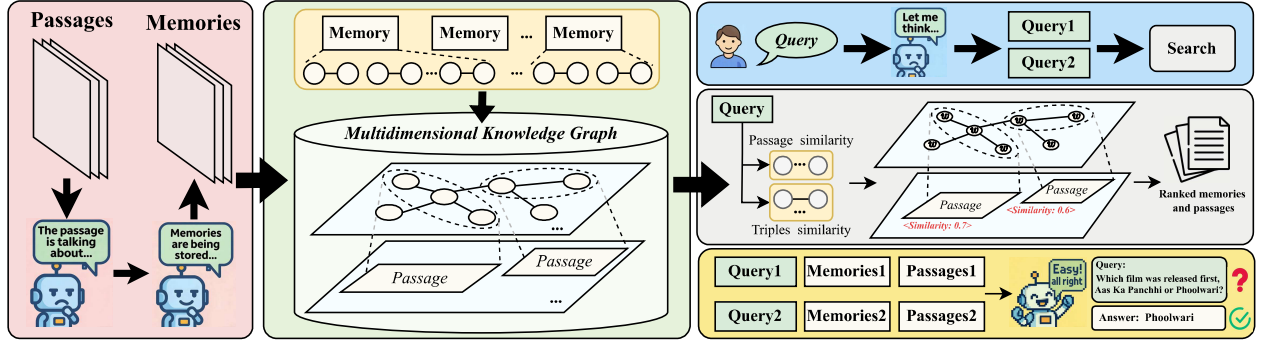 Passages
Memories
The passage
is talking
about...
Memories
are being
stored...
Memory
Memory
...
Memory
...
...
...
Multidimensional Knowledge Graph
...
Passage
Passage
...
Query
Let me
think...
Query1
Query2
Search
Query
Passage similarity
...
...
Triples similarity
W
W
W
W
W
W
W
Passage
Passage
<Similarity: 0.7>
<Similarity: 0.6>
Ranked memories
and passages
Query1
Memories1
Passages1
Query2
Memories2
Passages2
Easy!
all right
Query:
Which film was released first,
Aas Ka Panchhi or Phoolwari?
?
Answer: Phoolwari